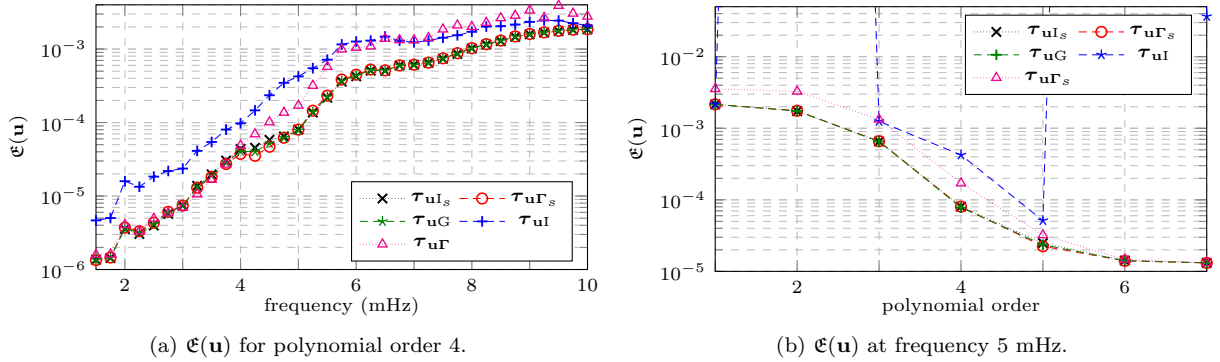 10⁻³
10⁻⁴
10⁻⁵
10⁻⁶
𝕰(𝐮)
2 4 6 8 10
frequency (mHz)
τ_{uI_s} τ_{uΓ_s}
τ_{uG} τ_{uI}
τ_{uΓ}
(a) 𝕰(𝐮) for polynomial order 4.
10⁻²
10⁻³
10⁻⁴
10⁻⁵
𝕰(𝐮)
2 4 6
polynomial order
τ_{uI_s} τ_{uΓ_s}
τ_{uG} τ_{uI}
τ_{uΓ_s}
(b) 𝕰(𝐮) at frequency 5 mHz.